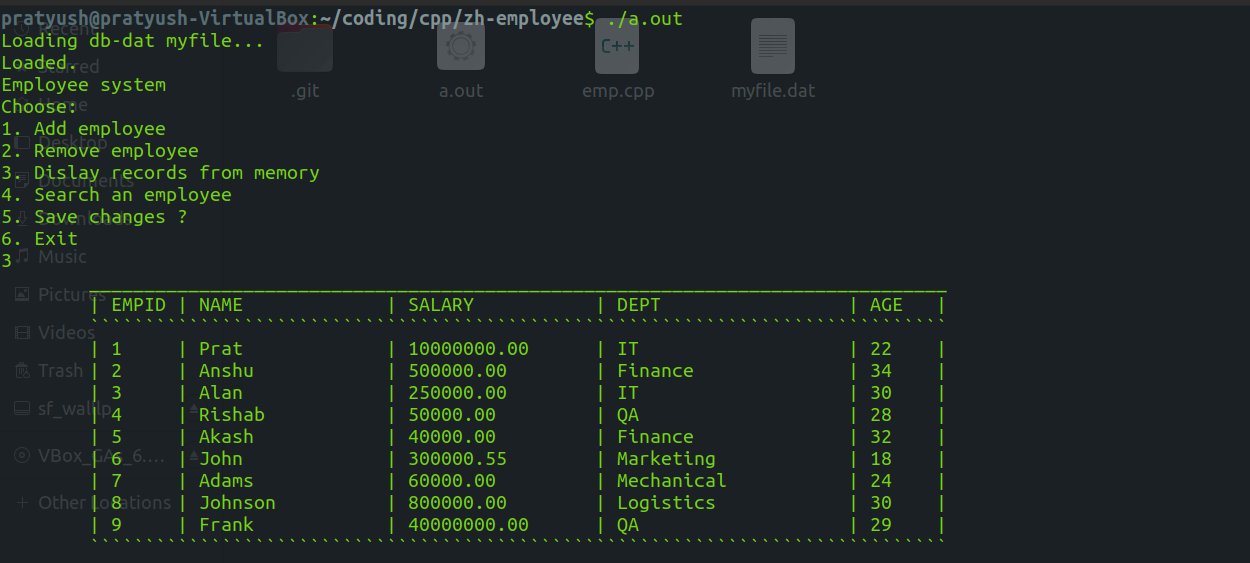 pratyush@pratyush-VirtualBox:~/coding/cpp/zh-employee$ ./a.out
Loading db-dat myfile...
Loaded.
Employee system
Choose:
1. Add employee
2. Remove employee
3. Dislay records from memory
4. Search an employee
5. Save changes ?
6. Exit
3
| EMPID | NAME | SALARY | DEPT | AGE |
| 1 | Prat | 10000000.00 | IT | 22 |
| 2 | Anshu | 500000.00 | Finance | 34 |
| 3 | Alan | 250000.00 | IT | 30 |
| 4 | Rishab | 50000.00 | QA | 28 |
| 5 | Akash | 40000.00 | Finance | 32 |
| 6 | John | 300000.55 | Marketing | 18 |
| 7 | Adams | 60000.00 | Mechanical | 24 |
| 8 | Johnson | 800000.00 | Logistics | 30 |
| 9 | Frank | 40000000.00 | QA | 29 |
Recent
Starred
Home
Desktop
Documents
Downloads
Music
Pictures
Videos
Trash
sf_walllp
VBox_GAs_6....
+ Other Locations
C++
.git
a.out
emp.cpp
myfile.dat